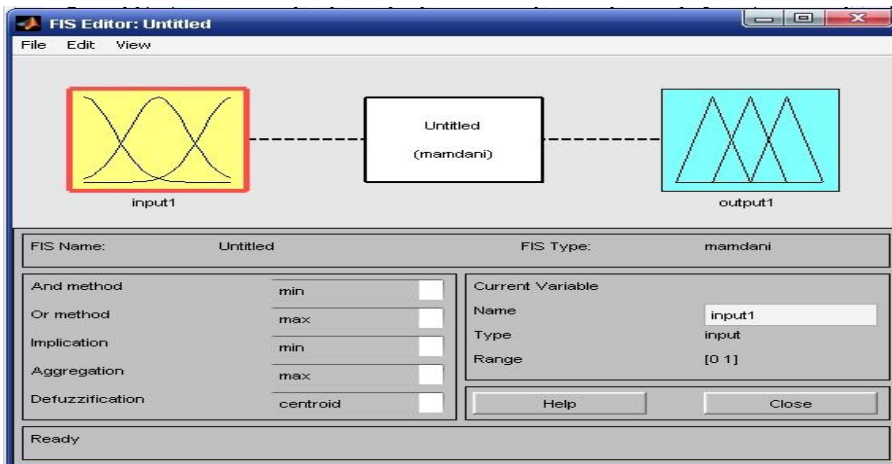 FIS Editor: Untitled
File Edit View
Untitled
(mamdani)
input1
output1
FIS Name: Untitled FIS Type: mamdani
And method min
Or method max
Implication min
Aggregation max
Defuzzification centroid
Current Variable
Name input1
Type input
Range [0 1]
Help Close
Ready